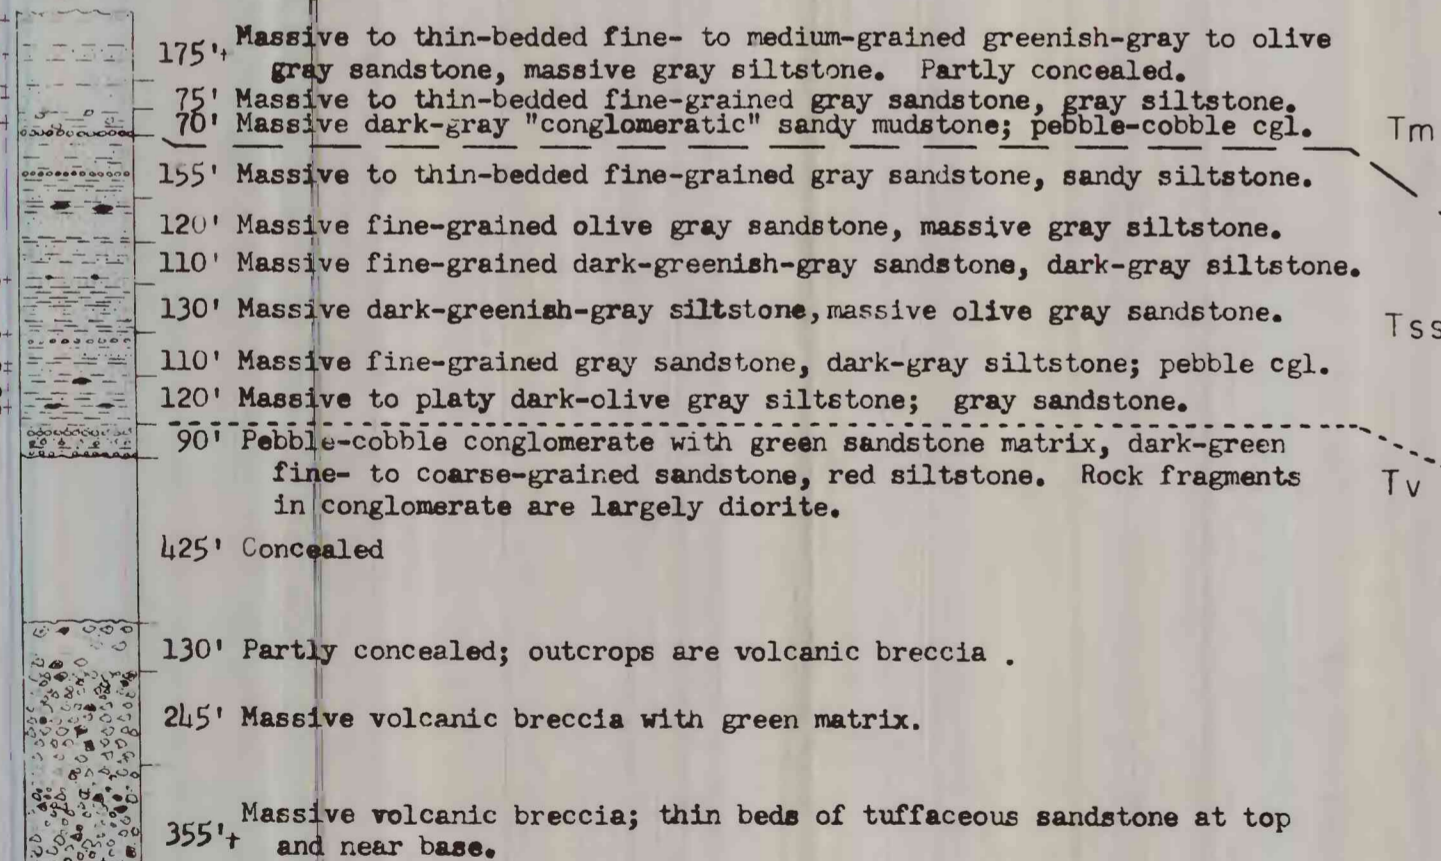 175'+ Massive to thin-bedded fine- to medium-grained greenish-gray to olive
gray sandstone, massive gray siltstone. Partly concealed.
75' Massive to thin-bedded fine-grained gray sandstone, gray siltstone.
70' Massive dark-gray "conglomeratic" sandy mudstone; pebble-cobble cgl.
Tm
155' Massive to thin-bedded fine-grained gray sandstone, sandy siltstone.
120' Massive fine-grained olive gray sandstone, massive gray siltstone.
110' Massive fine-grained dark-greenish-gray sandstone, dark-gray siltstone.
130' Massive dark-greenish-gray siltstone, massive olive gray sandstone.
Tss
110' Massive fine-grained gray sandstone, dark-gray siltstone; pebble cgl.
120' Massive to platy dark-olive gray siltstone; gray sandstone.
90' Pebble-cobble conglomerate with green sandstone matrix, dark-green
fine- to coarse-grained sandstone, red siltstone. Rock fragments
in conglomerate are largely diorite.
Tv
425' Concealed
130' Partly concealed; outcrops are volcanic breccia .
245' Massive volcanic breccia with green matrix.
355'+ Massive volcanic breccia; thin beds of tuffaceous sandstone at top
and near base.